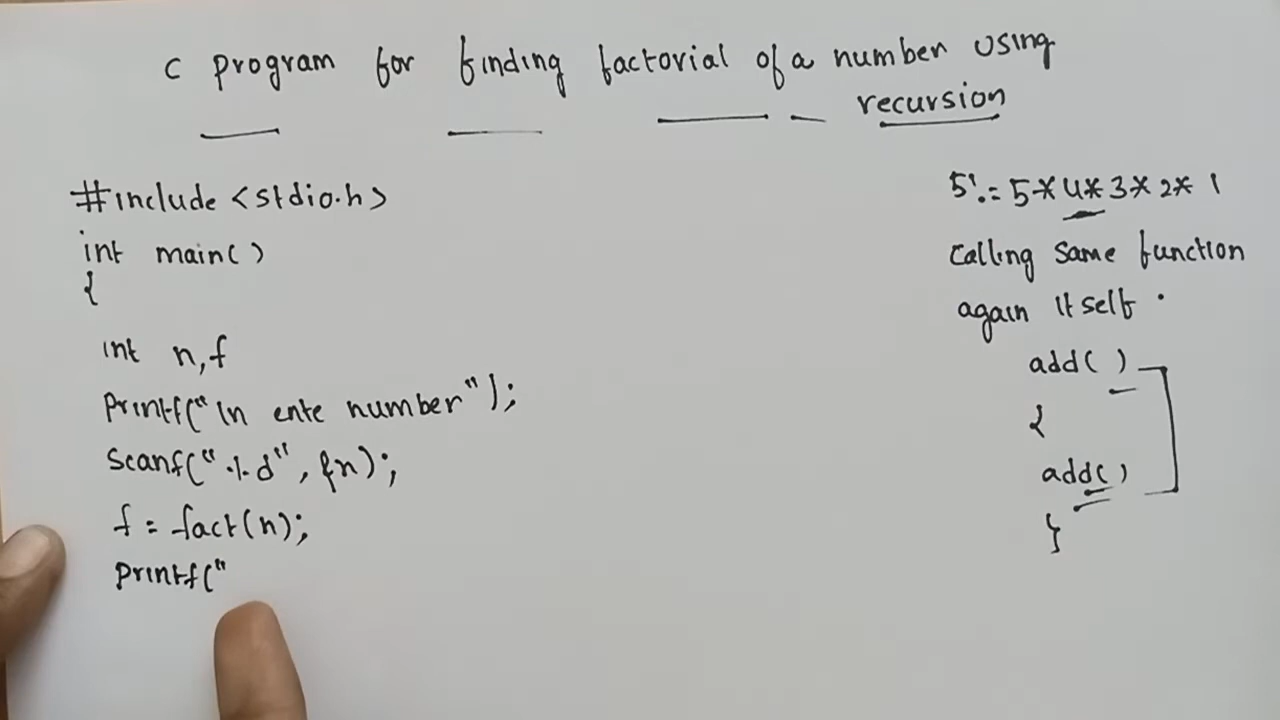 C program for finding factorial of a number using
recursion
#include <stdio.h>
int main()
{
int n,f
printf("\n ente number");
scanf("%d", &n);
f = fact(n);
printf("
5! = 5*4*3*2*1
calling same function
again itself.
add()
{
add()
}